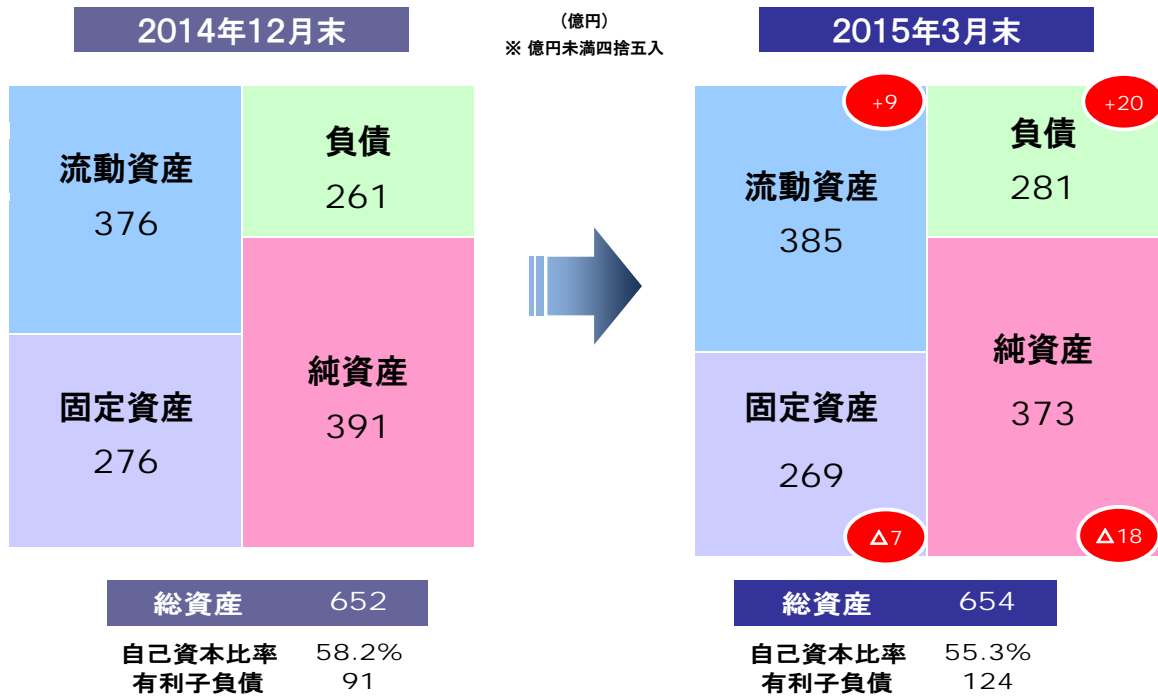 2014年12月末
(億円)
※ 億円未満四捨五入
2015年3月末
流動資産
376
負債
261
固定資産
276
純資産
391
+9
流動資産
385
+20
負債
281
固定資産
269
△7
純資産
373
△18
総資産 652
自己資本比率 58.2%
有利子負債 91
総資産 654
自己資本比率 55.3%
有利子負債 124